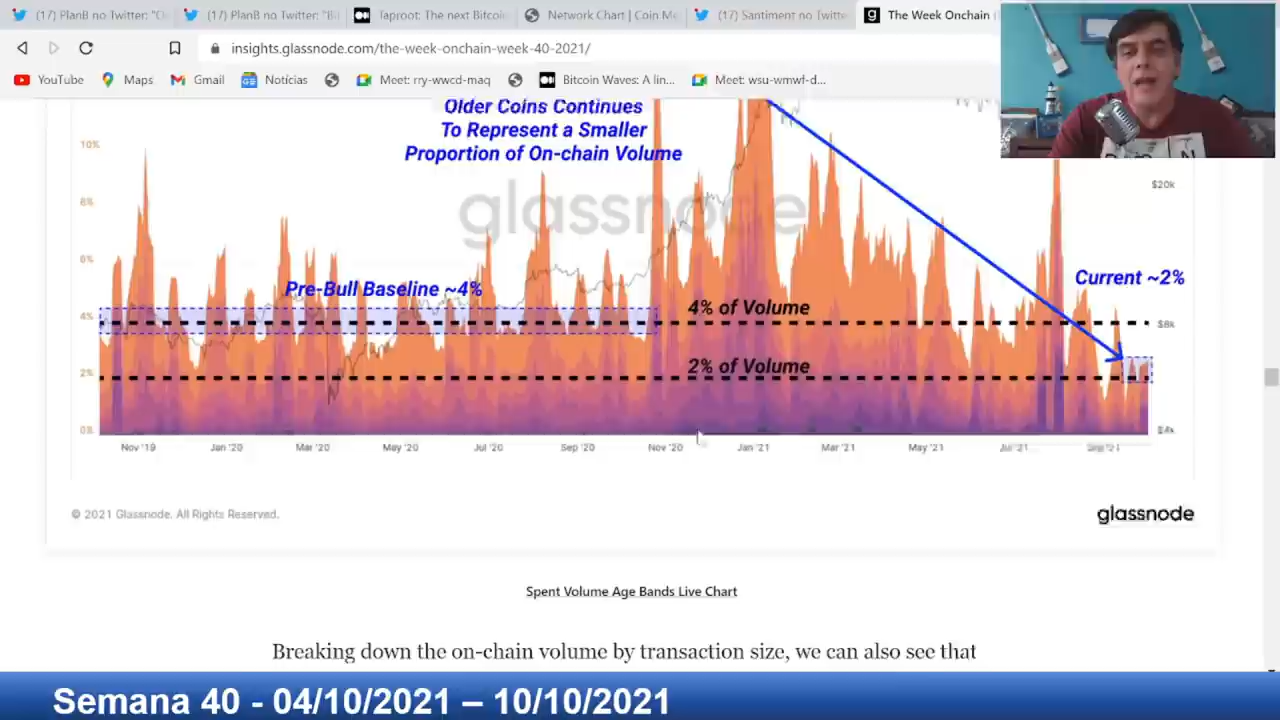 (17) PlanB no Twitter: "O
(17) PlanB no Twitter: "Bi
Taproot: The next Bitcoi
Network Chart | Coin Me
(17) Santiment no Twitte
The Week Onchain (
insights.glassnode.com/the-week-onchain-week-40-2021/
YouTube
Maps
Gmail
Notícias
Meet: rry-wwcd-maq
Bitcoin Waves: A lin...
Meet: wsu-wmwf-d...
Older Coins Continues
To Represent a Smaller
Proportion of On-chain Volume
10%
8%
6%
4%
2%
0%
glassnode
$20k
$8k
$4k
Pre-Bull Baseline ~4%
4% of Volume
2% of Volume
Current ~2%
Nov '19
Jan '20
Mar '20
May '20
Jul '20
Sep '20
Nov '20
Jan '21
Mar '21
May '21
Jul '21
Sep '21
© 2021 Glassnode. All Rights Reserved.
glassnode
Spent Volume Age Bands Live Chart
Breaking down the on-chain volume by transaction size, we can also see that
Semana 40 - 04/10/2021 – 10/10/2021